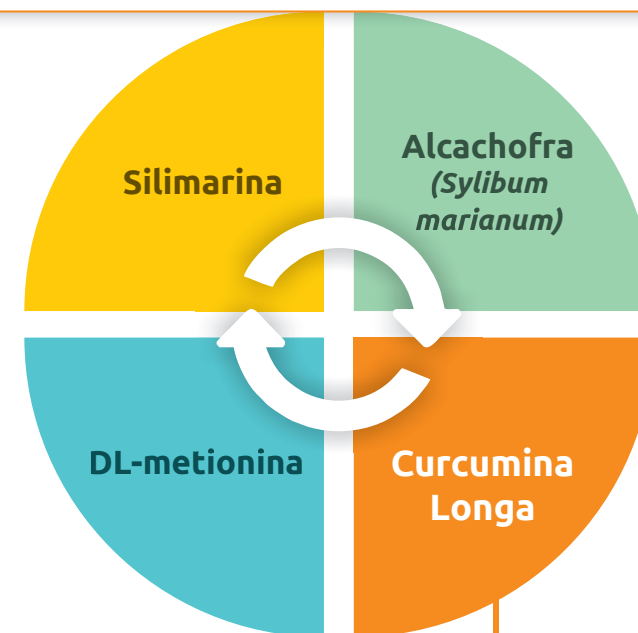 Silimarina
Alcachofra
(Sylibum
marianum)
DL-metionina
Curcumina
Longa